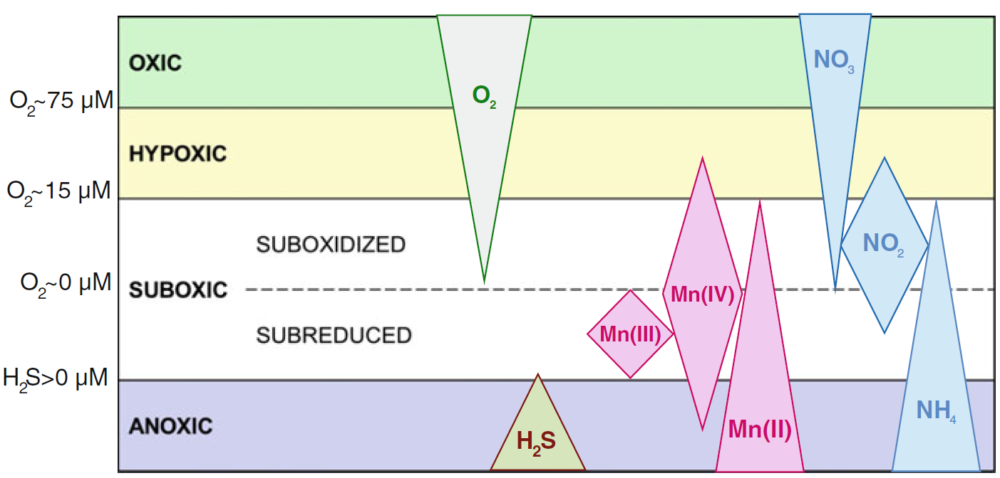 OXIC
O₂~75 µM
HYPOXIC
O₂~15 µM
SUBOXIDIZED
O₂~0 µM
SUBOXIC
SUBREDUCED
H₂S>0 µM
ANOXIC
O₂
H₂S
Mn(III)
Mn(IV)
Mn(II)
NO₃
NO₂
NH₄